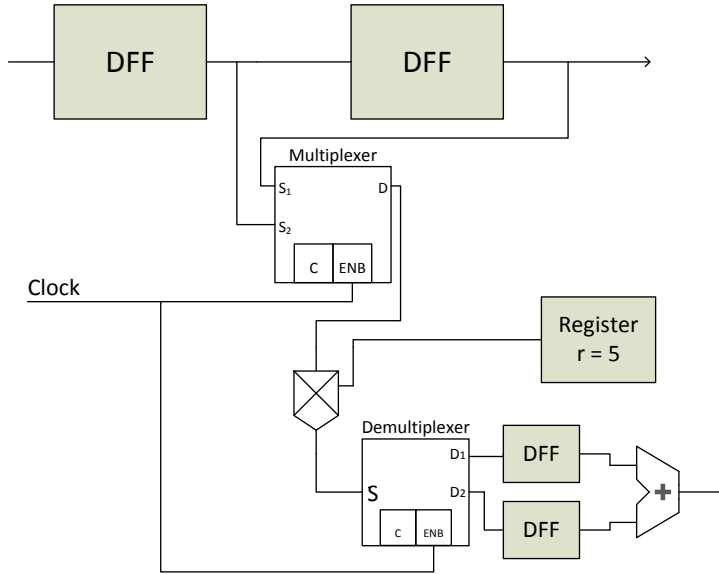 DFF
DFF
Multiplexer
S₁
D
S₂
C
ENB
Clock
Register
r = 5
Demultiplexer
D1
DFF
S
D2
DFF
+
C
ENB